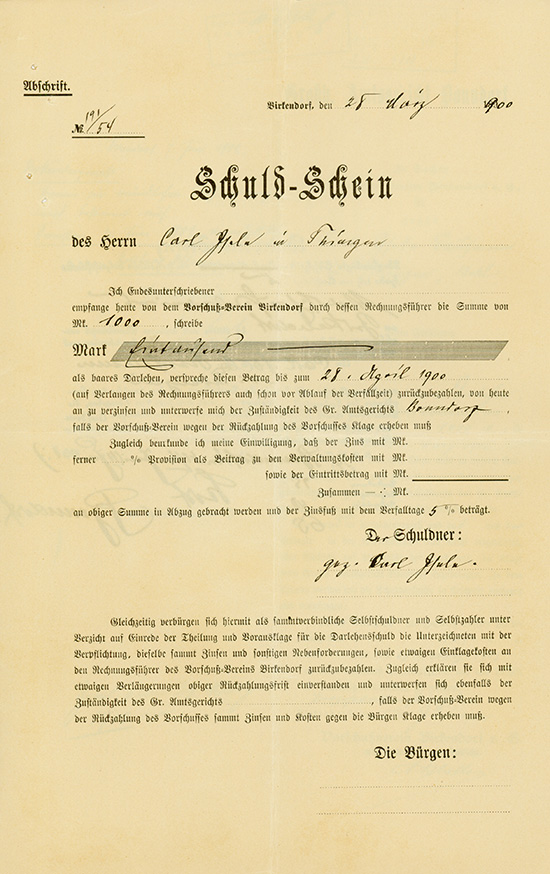 Abschrift.
Birkendorf, den 28 März 1900
№ 191/54
Schuld-Schein
des Herrn Carl Isele in Thiengen
Ich Endesunterschriebener
empfange heute von dem Vorschuß-Verein Birkendorf durch dessen Rechnungsführer die Summe von
Mk. 1000, schreibe
Mark Eintausend
als baares Darlehen, verspreche diesen Betrag bis zum 28. April 1900
(auf Verlangen des Rechnungsführers auch schon vor Ablauf der Verfallzeit) zurückzubezahlen, von heute
an zu verzinsen und unterwerfe mich der Zuständigkeit des Gr. Amtsgerichts Bonndorf,
falls der Vorschuß-Verein wegen der Rückzahlung des Vorschusses Klage erheben muß
Zugleich beurkunde ich meine Einwilligung, daß der Zins mit Mk.
ferner % Provision als Beitrag zu den Verwaltungskosten mit Mk.
sowie der Eintrittsbetrag mit Mk.
Zusammen —:· Mk.
an obiger Summe in Abzug gebracht werden und der Zinsfuß mit dem Verfalltage 5 % beträgt.
Der Schuldner:
gez. Carl Isele.
Gleichzeitig verbürgen sich hiermit als sammtverbindliche Selbstschuldner und Selbstzahler unter
Verzicht auf Einrede der Theilung und Vorausklage für die Darlehensschuld die Unterzeichneten mit der
Verpflichtung, dieselbe sammt Zinsen und sonstigen Nebenforderungen, sowie etwaigen Einklagekosten an
den Rechnungsführer des Vorschuß-Vereins Birkendorf zurückzubezahlen. Zugleich erklären sie sich mit
etwaigen Verlängerungen obiger Rückzahlungsfrist einverstanden und unterwerfen sich ebenfalls der
Zuständigkeit des Gr. Amtsgerichts , falls der Vorschuß-Verein wegen
der Rückzahlung des Vorschusses sammt Zinsen und Kosten gegen die Bürgen Klage erheben muß.
Die Bürgen: